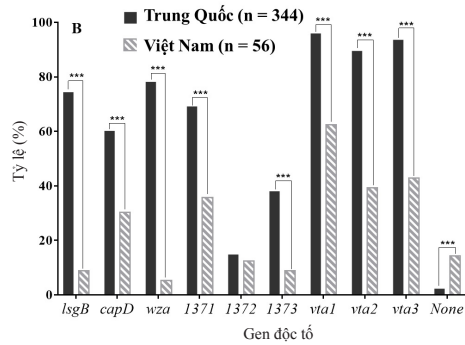 B
Trung Quốc (n = 344)
Việt Nam (n = 56)
Tỷ lệ (%)
100
80
60
40
20
0
*** *** *** *** *** *** *** *** ***
lsgB capD wza 1371 1372 1373 vta1 vta2 vta3 None
Gen độc tố